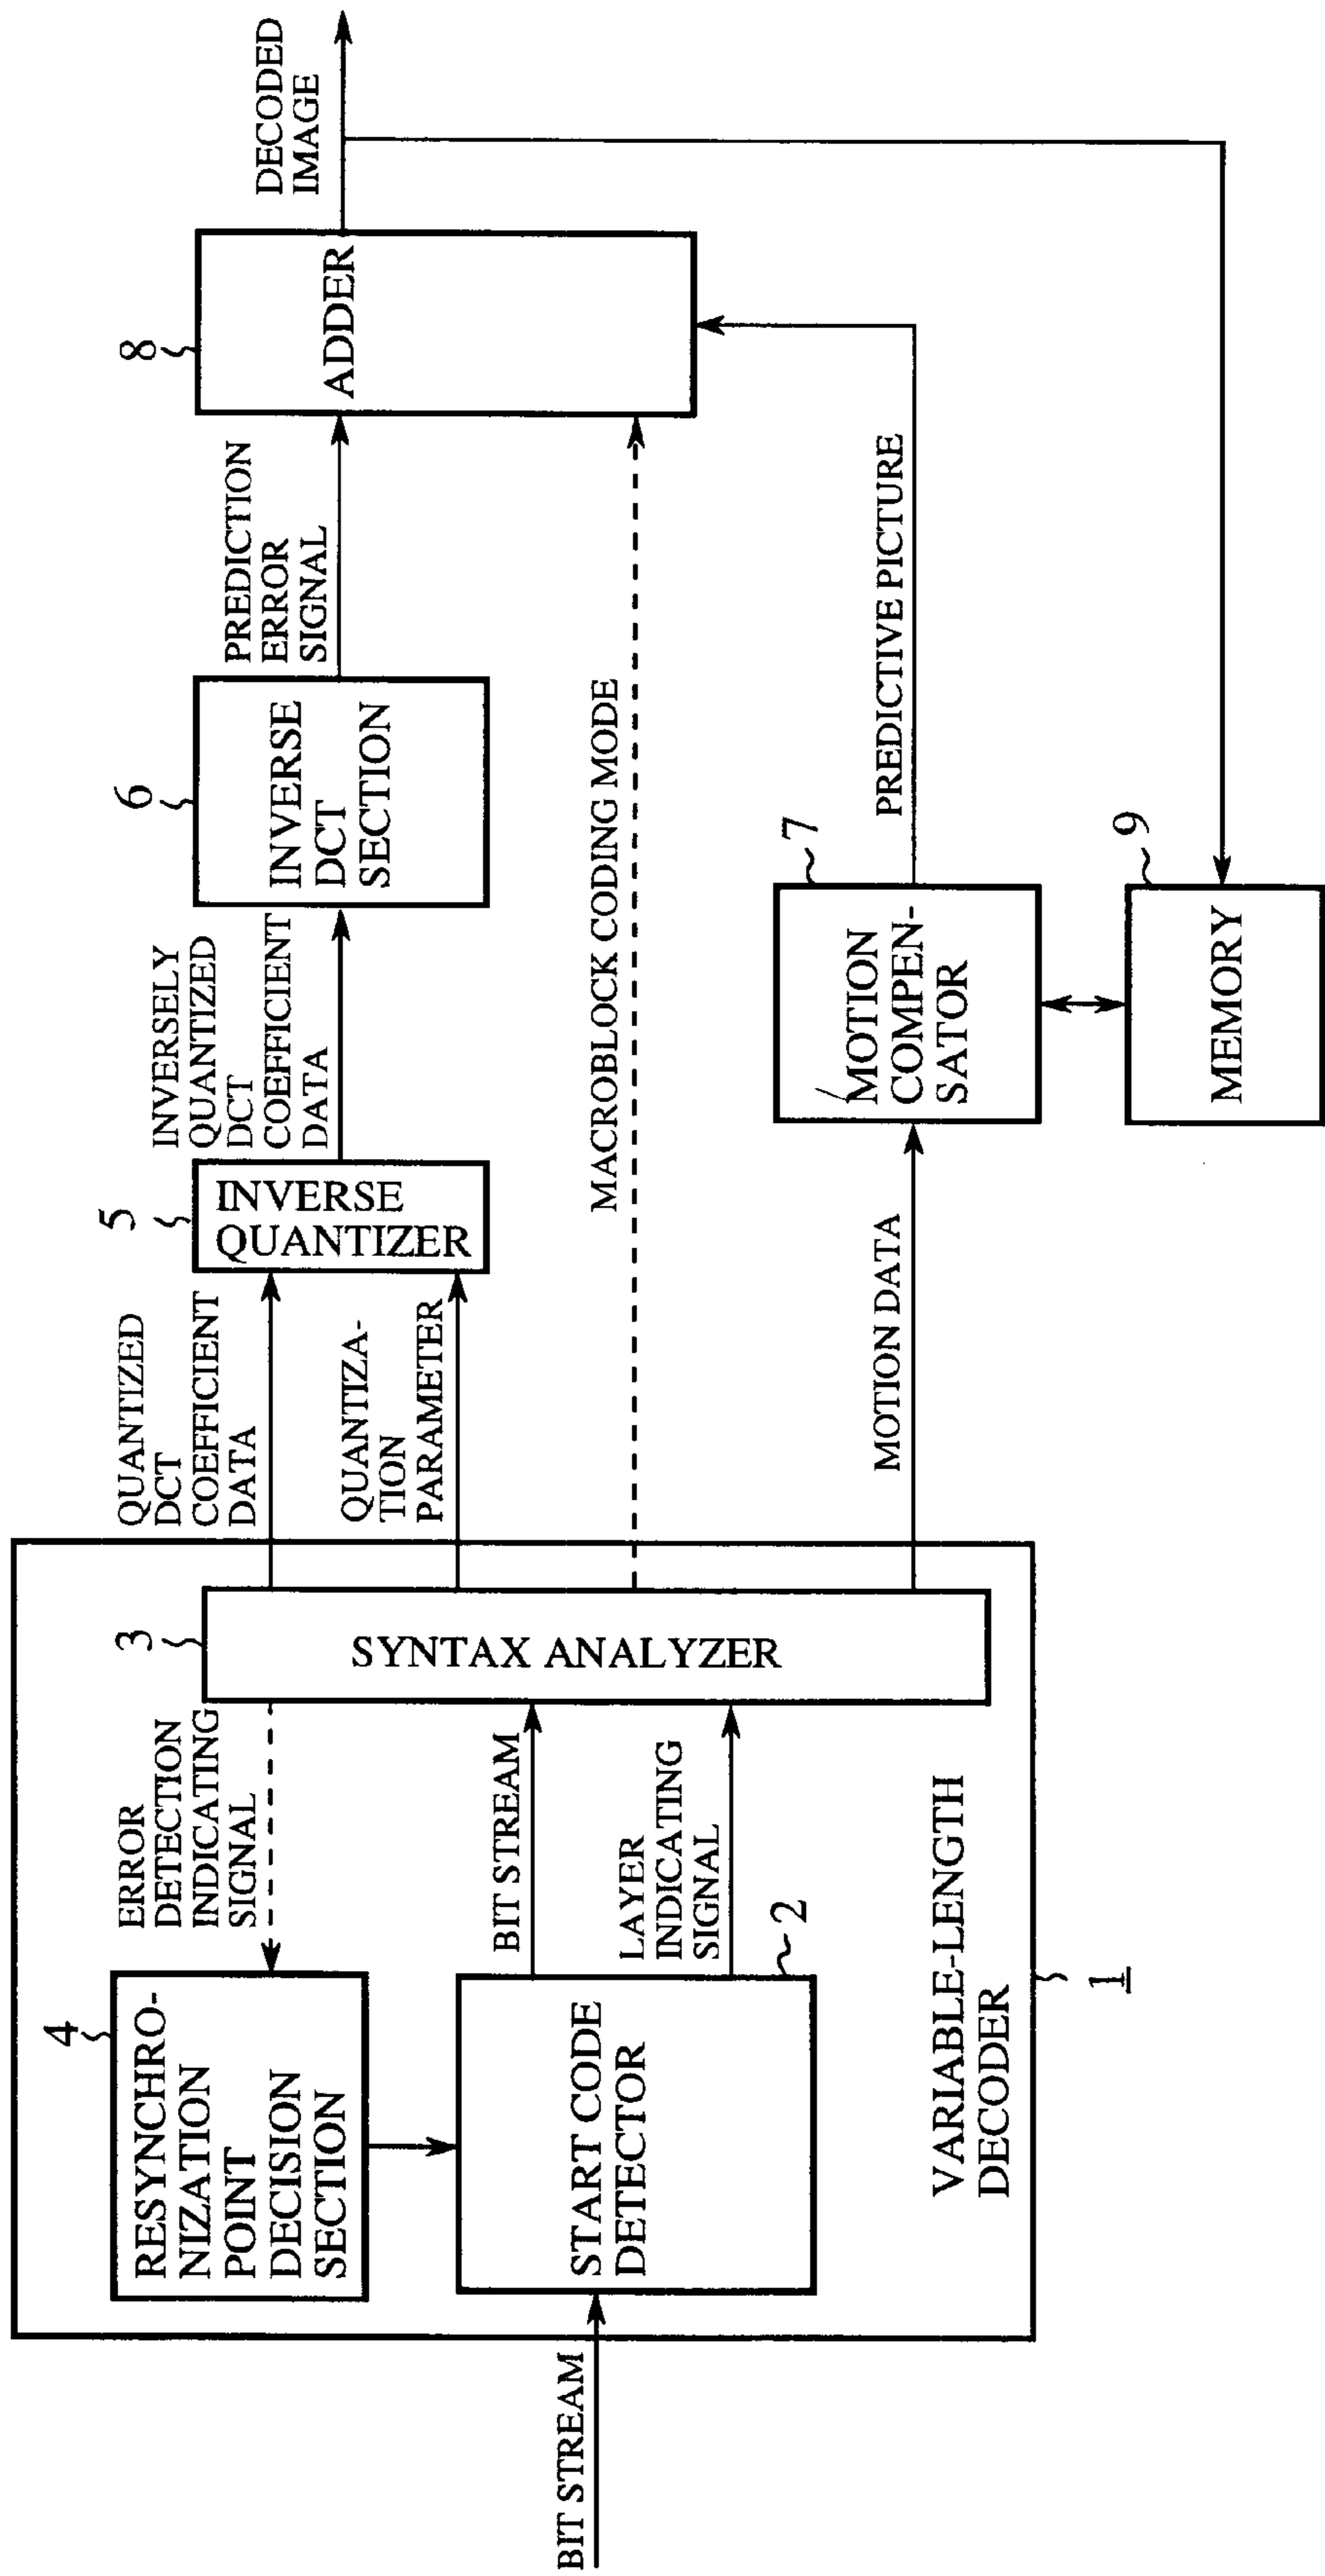 BIT STREAM
4
RESYNCHRO-
NIZATION
POINT
DECISION
SECTION
START CODE
DETECTOR
2
VARIABLE-LENGTH
DECODER
1
ERROR
DETECTION
INDICATING
SIGNAL
BIT STREAM
LAYER
INDICATING
SIGNAL
3
SYNTAX ANALYZER
QUANTIZED
DCT
COEFFICIENT
DATA
QUANTIZA-
TION
PARAMETER
MOTION DATA
5
INVERSE
QUANTIZER
INVERSELY
QUANTIZED
DCT
COEFFICIENT
DATA
MACROBLOCK CODING MODE
6
INVERSE
DCT
SECTION
7
MOTION
COMPEN-
SATOR
9
MEMORY
PREDICTION
ERROR
SIGNAL
PREDICTIVE PICTURE
8
ADDER
DECODED
IMAGE